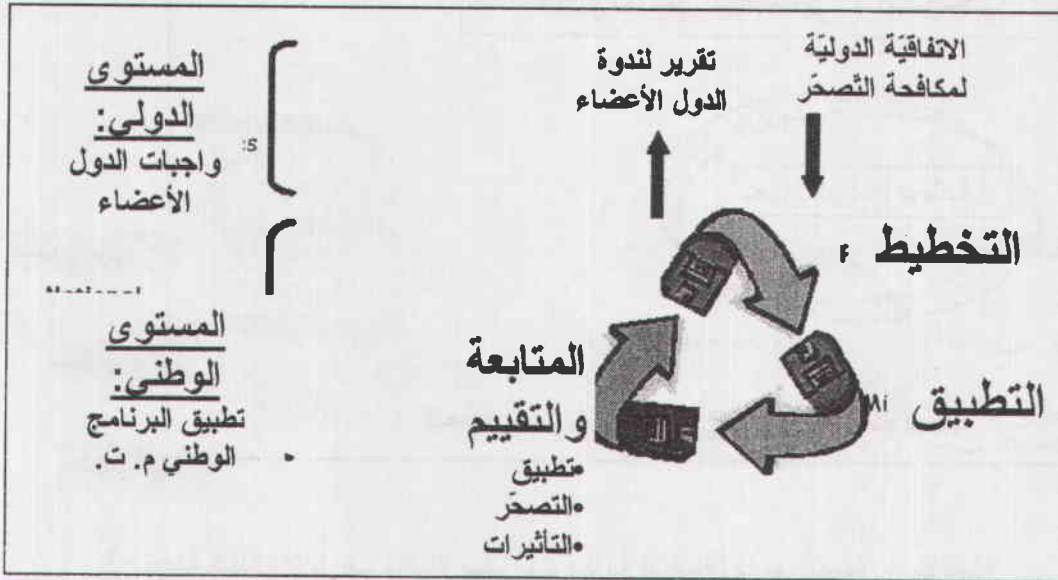 الاتفاقيّة الدوليّة
لمكافحة التّصحّر
تقرير لندوة
الدول الأعضاء
المستوى
الدولي:
واجبات الدول
الأعضاء
s:
التخطيط F
التطبيق
المتابعة
والتقييم
•تطبيق
•التصحّر
•التأثيرات
المستوى
الوطني:
تطبيق البرنامج
الوطني م. ت.